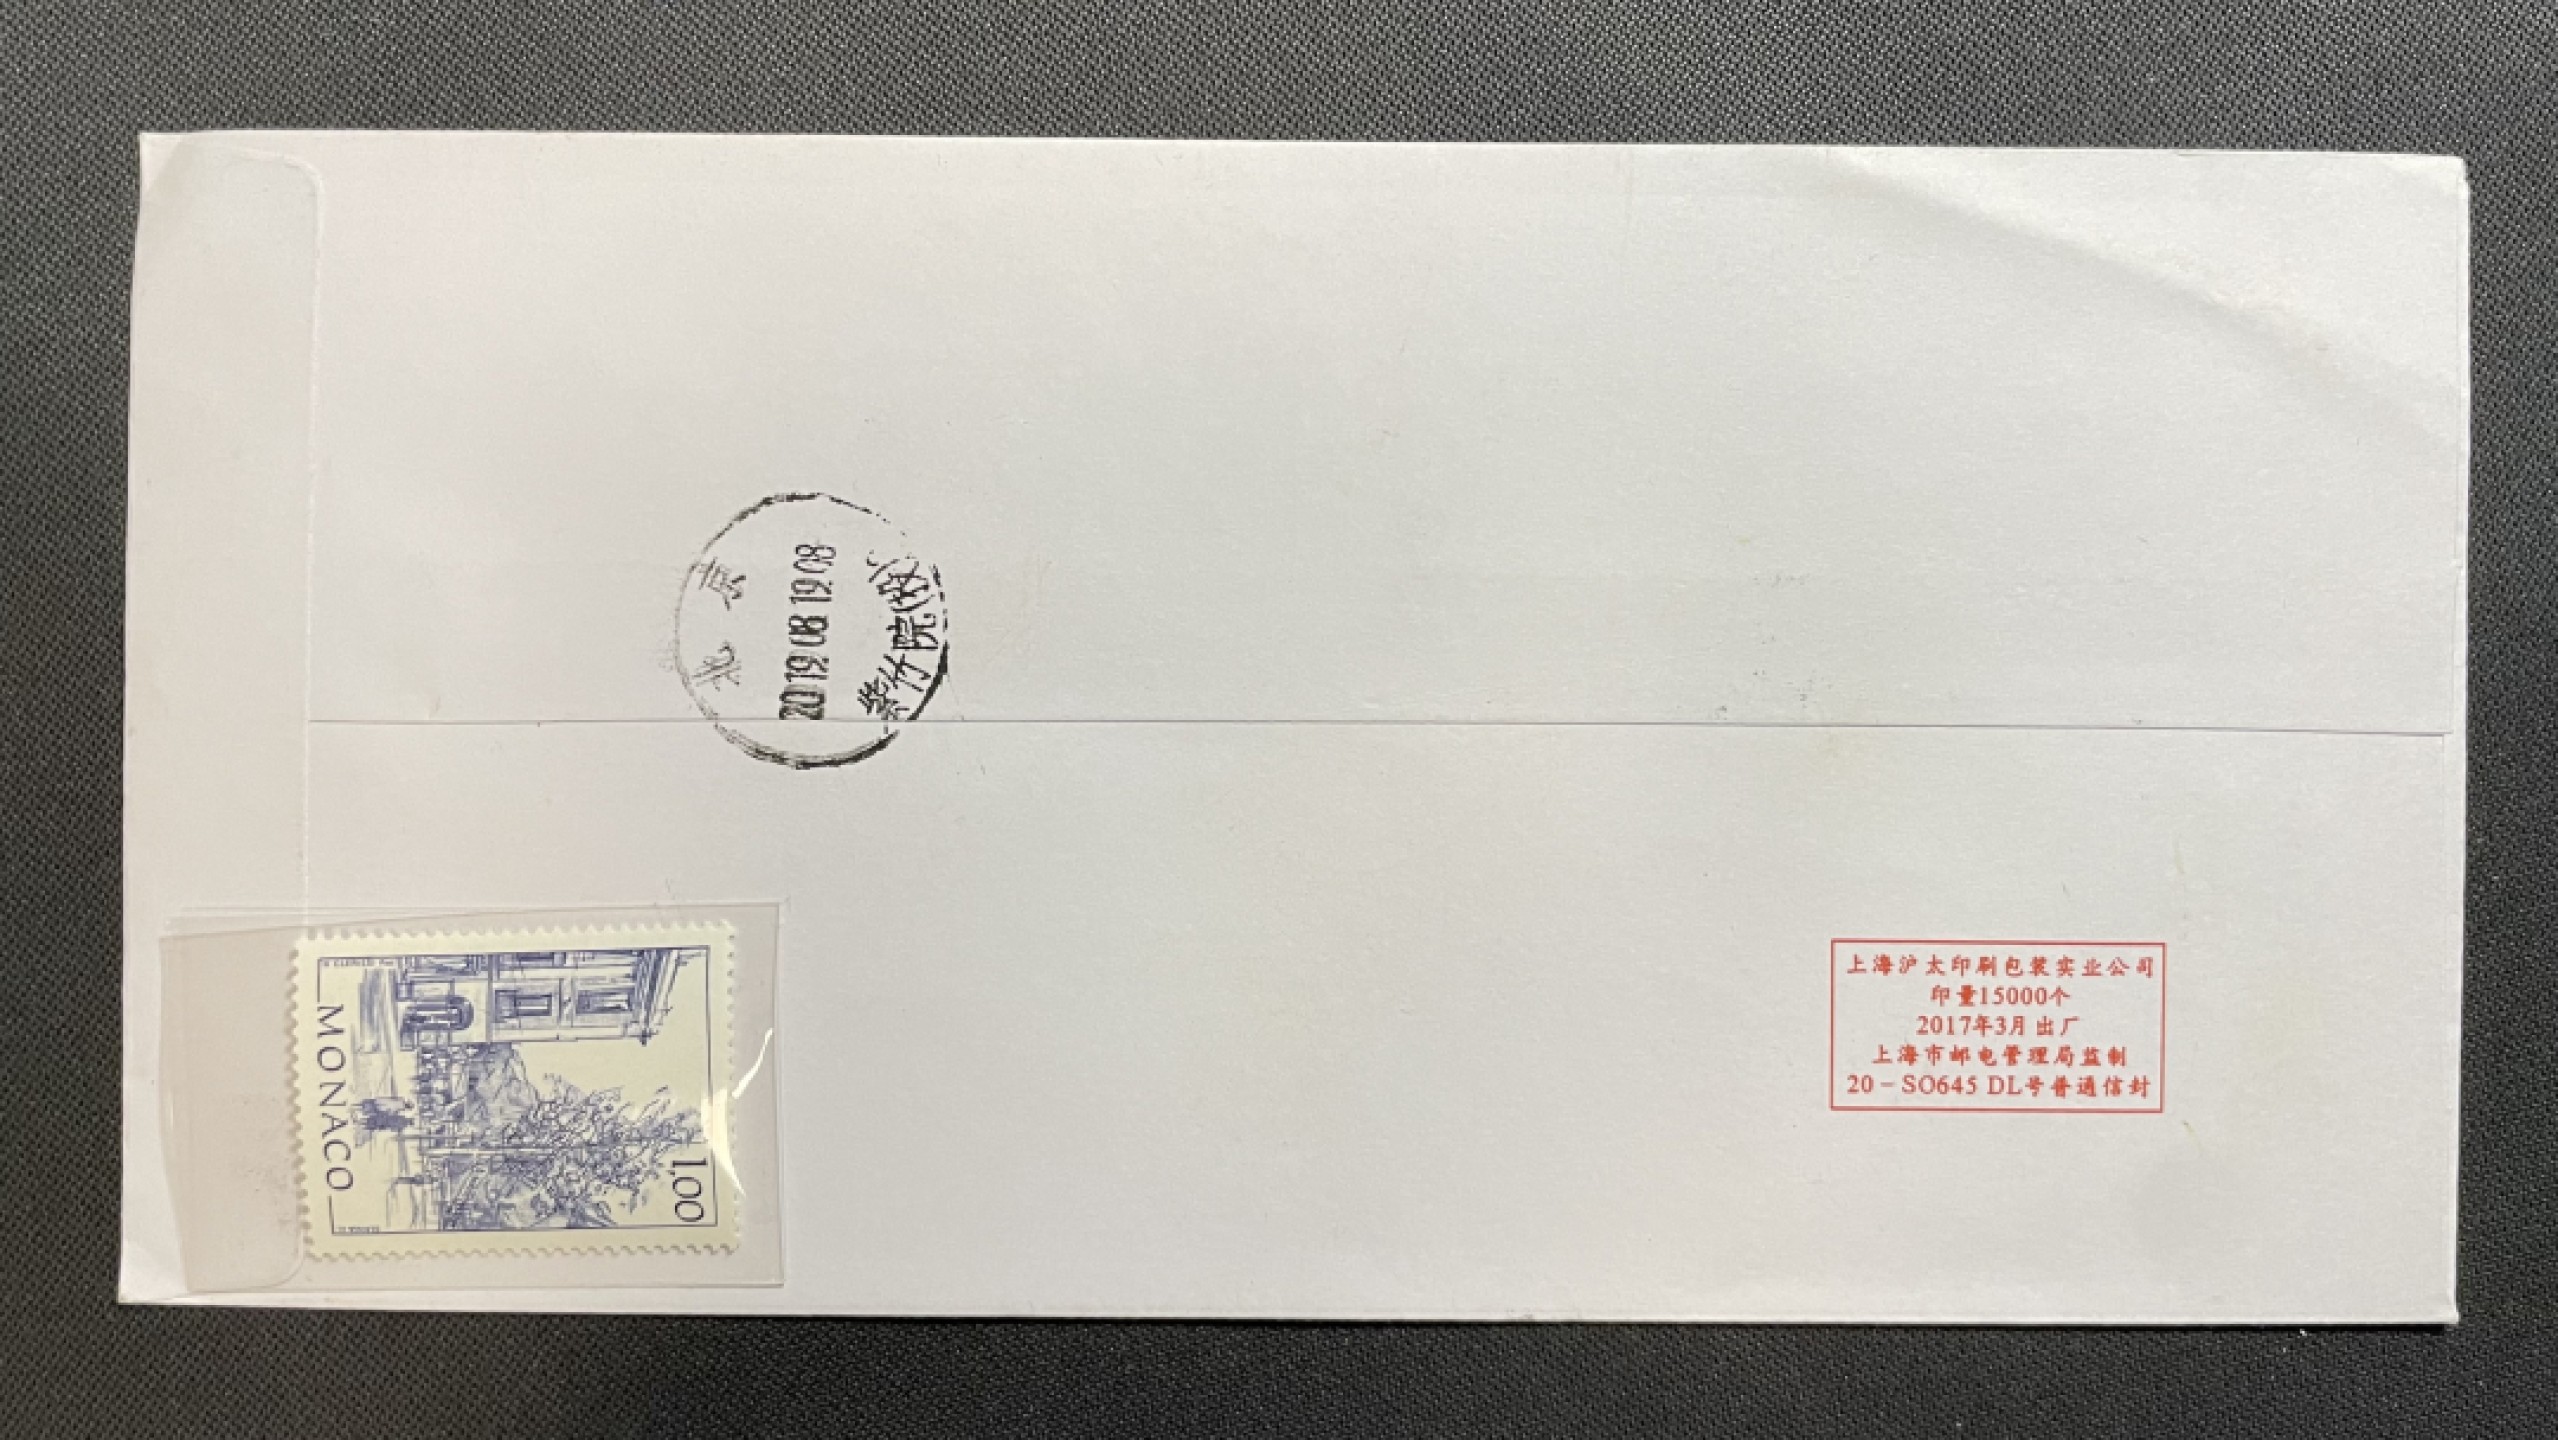 北京
2019.08.19.08
紫竹院(投)
MONACO
1,00
上海沪太印刷包装实业公司
印量15000个
2017年3月出厂
上海市邮电管理局监制
20-SO645 DL号普通信封